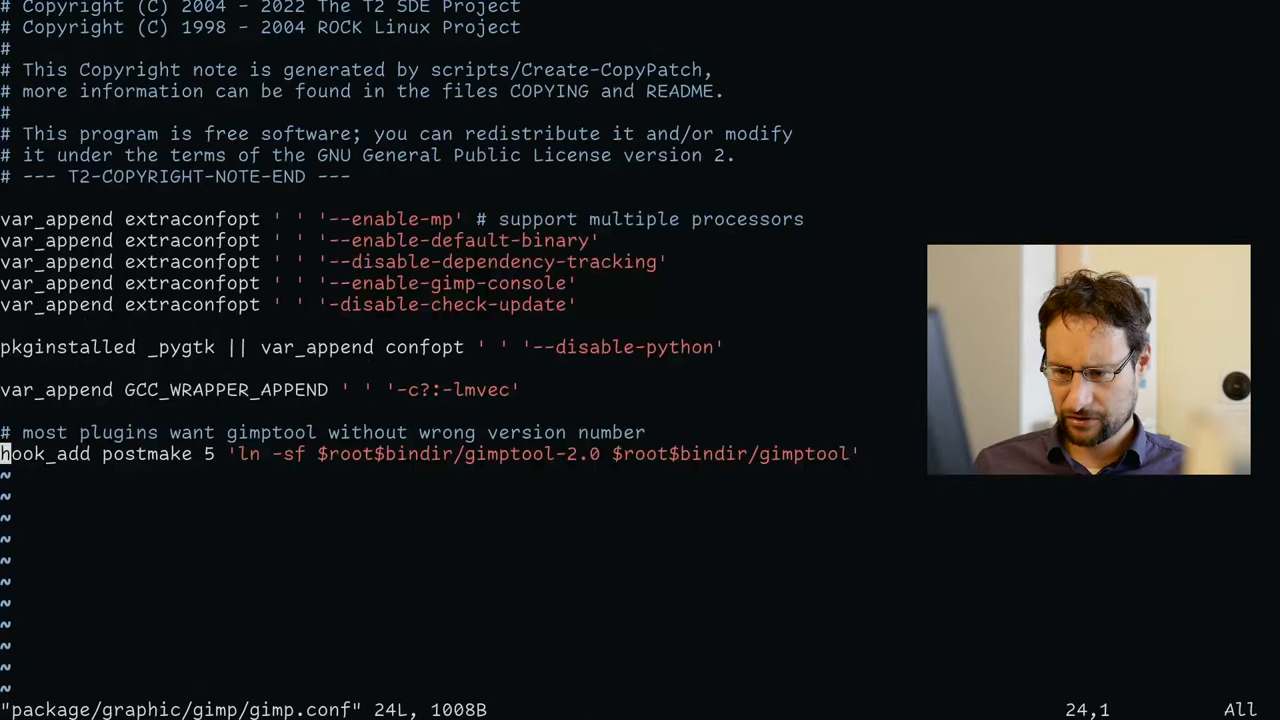 # Copyright (C) 2004 - 2022 The T2 SDE Project
# Copyright (C) 1998 - 2004 ROCK Linux Project
#
# This Copyright note is generated by scripts/Create-CopyPatch,
# more information can be found in the files COPYING and README.
#
# This program is free software; you can redistribute it and/or modify
# it under the terms of the GNU General Public License version 2.
# --- T2-COPYRIGHT-NOTE-END ---
var_append extraconfopt ' ' '--enable-mp' # support multiple processors
var_append extraconfopt ' ' '--enable-default-binary'
var_append extraconfopt ' ' '--disable-dependency-tracking'
var_append extraconfopt ' ' '--enable-gimp-console'
var_append extraconfopt ' ' '-disable-check-update'
pkginstalled _pygtk || var_append confopt ' ' '--disable-python'
var_append GCC_WRAPPER_APPEND ' ' '-c?:-lmvec'
# most plugins want gimptool without wrong version number
hook_add postmake 5 'ln -sf $root$bindir/gimptool-2.0 $root$bindir/gimptool'
~
~
~
~
~
~
~
~
~
~
~
"package/graphic/gimp/gimp.conf" 24L, 1008B 24,1 All